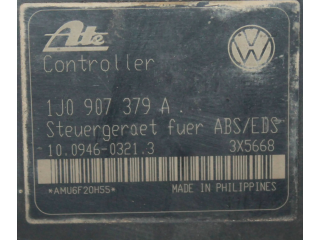 Ate
Controller
1J0 907 379 A
Steuergeraet fuer ABS/EDS
10.0946-0321.3 3X5668
*AMU6F20H5S* MADE IN PHILIPPINES